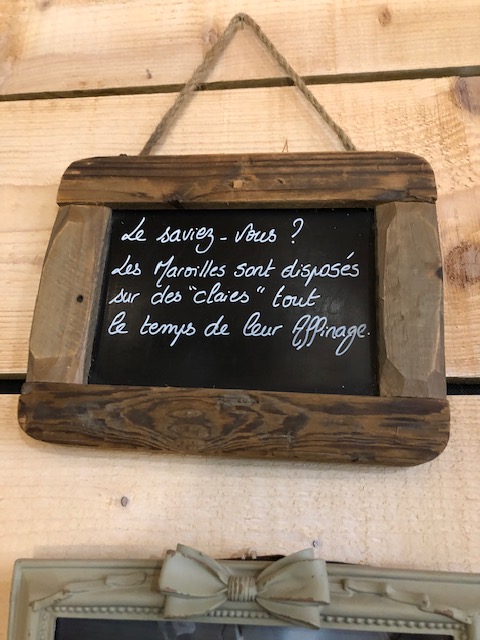 Le saviez-vous ?
Les Maroilles sont disposés
sur des "claies" tout
le temps de leur Affinage.